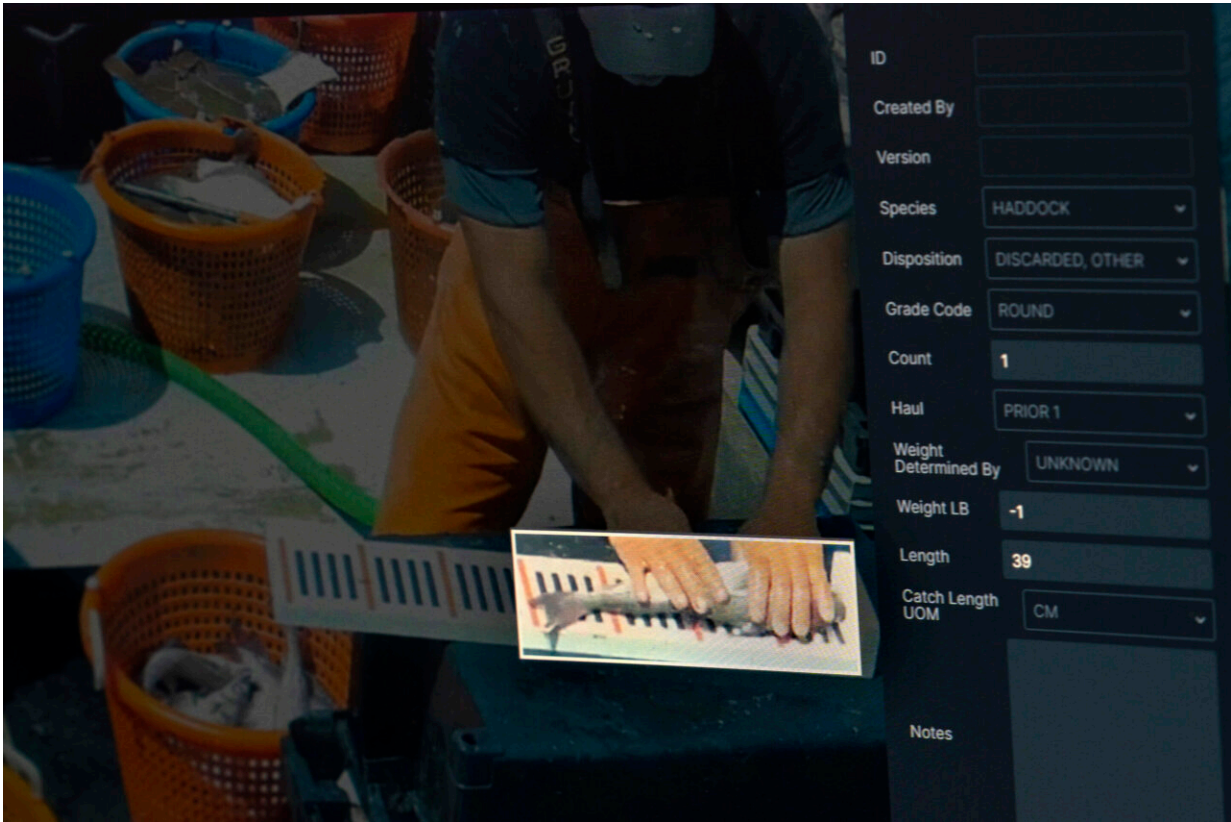 ID
Created By
Version
Species HADDOCK
Disposition DISCARDED, OTHER
Grade Code ROUND
Count 1
Haul PRIOR 1
Weight
Determined By UNKNOWN
Weight LB -1
Length 39
Catch Length
UOM CM
Notes